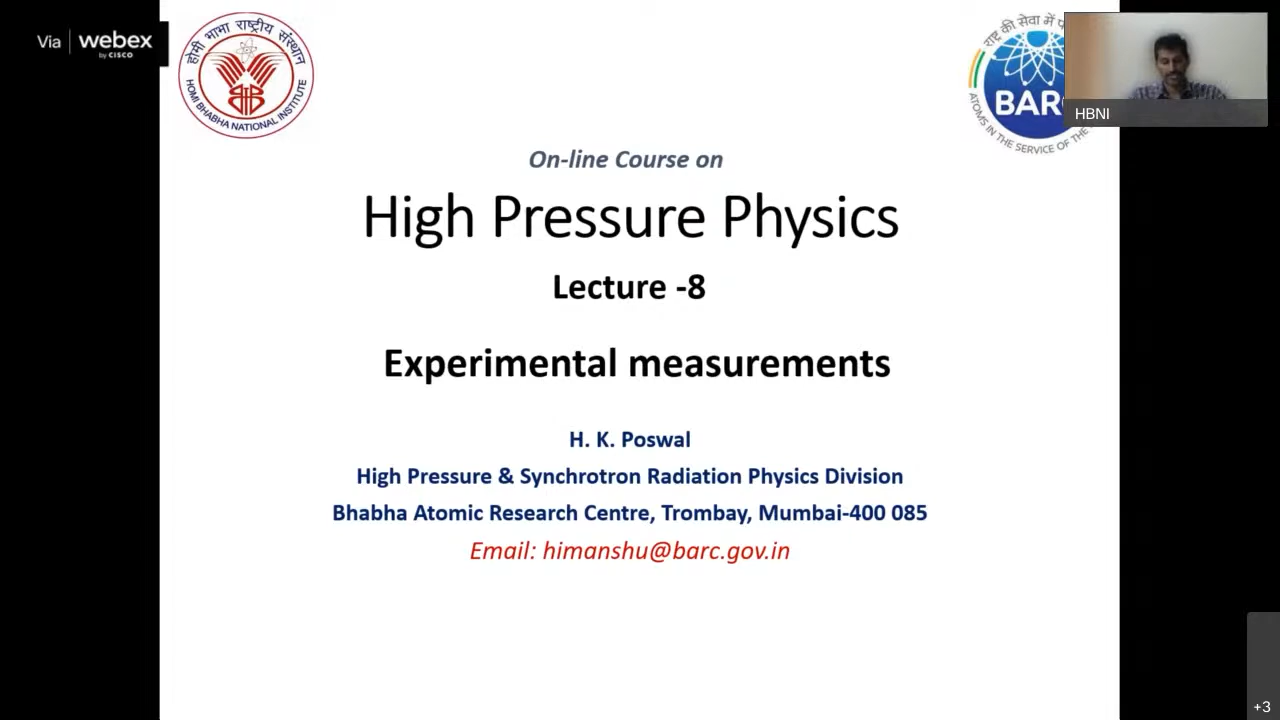 Via webex
by CISCO
होमी भाभा राष्ट्रीय संस्थान
HOMI BHABHA NATIONAL INSTITUTE
राष्ट्र की सेवा में
BARC
ATOMS IN THE SERVICE OF THE
HBNI
On-line Course on
High Pressure Physics
Lecture -8
Experimental measurements
H. K. Poswal
High Pressure & Synchrotron Radiation Physics Division
Bhabha Atomic Research Centre, Trombay, Mumbai-400 085
Email: himanshu@barc.gov.in
+3